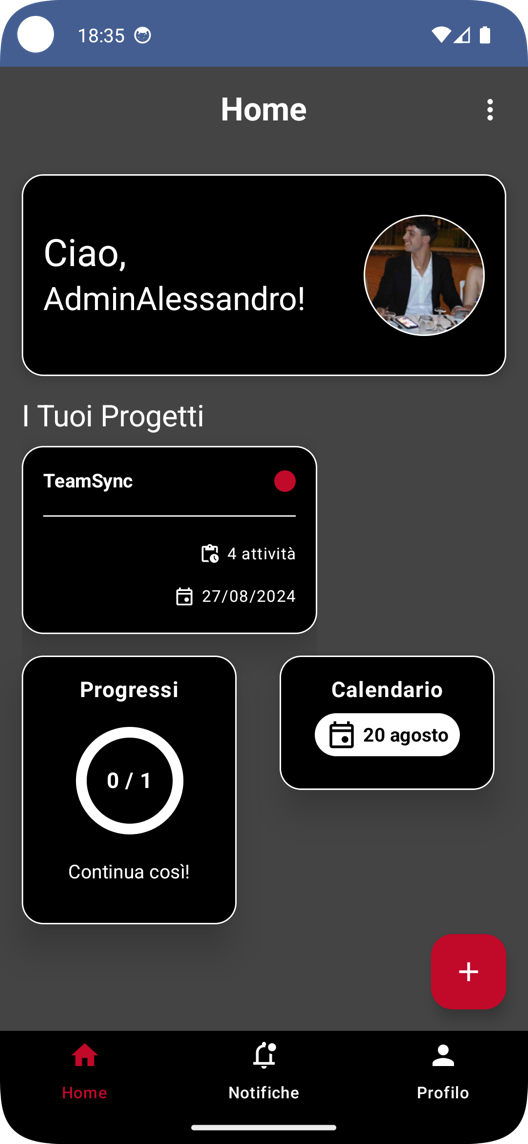 18:35
Home
Ciao,
AdminAlessandro!
I Tuoi Progetti
TeamSync
4 attività
27/08/2024
Progressi
0 / 1
Continua così!
Calendario
20 agosto
+
Home
Notifiche
Profilo